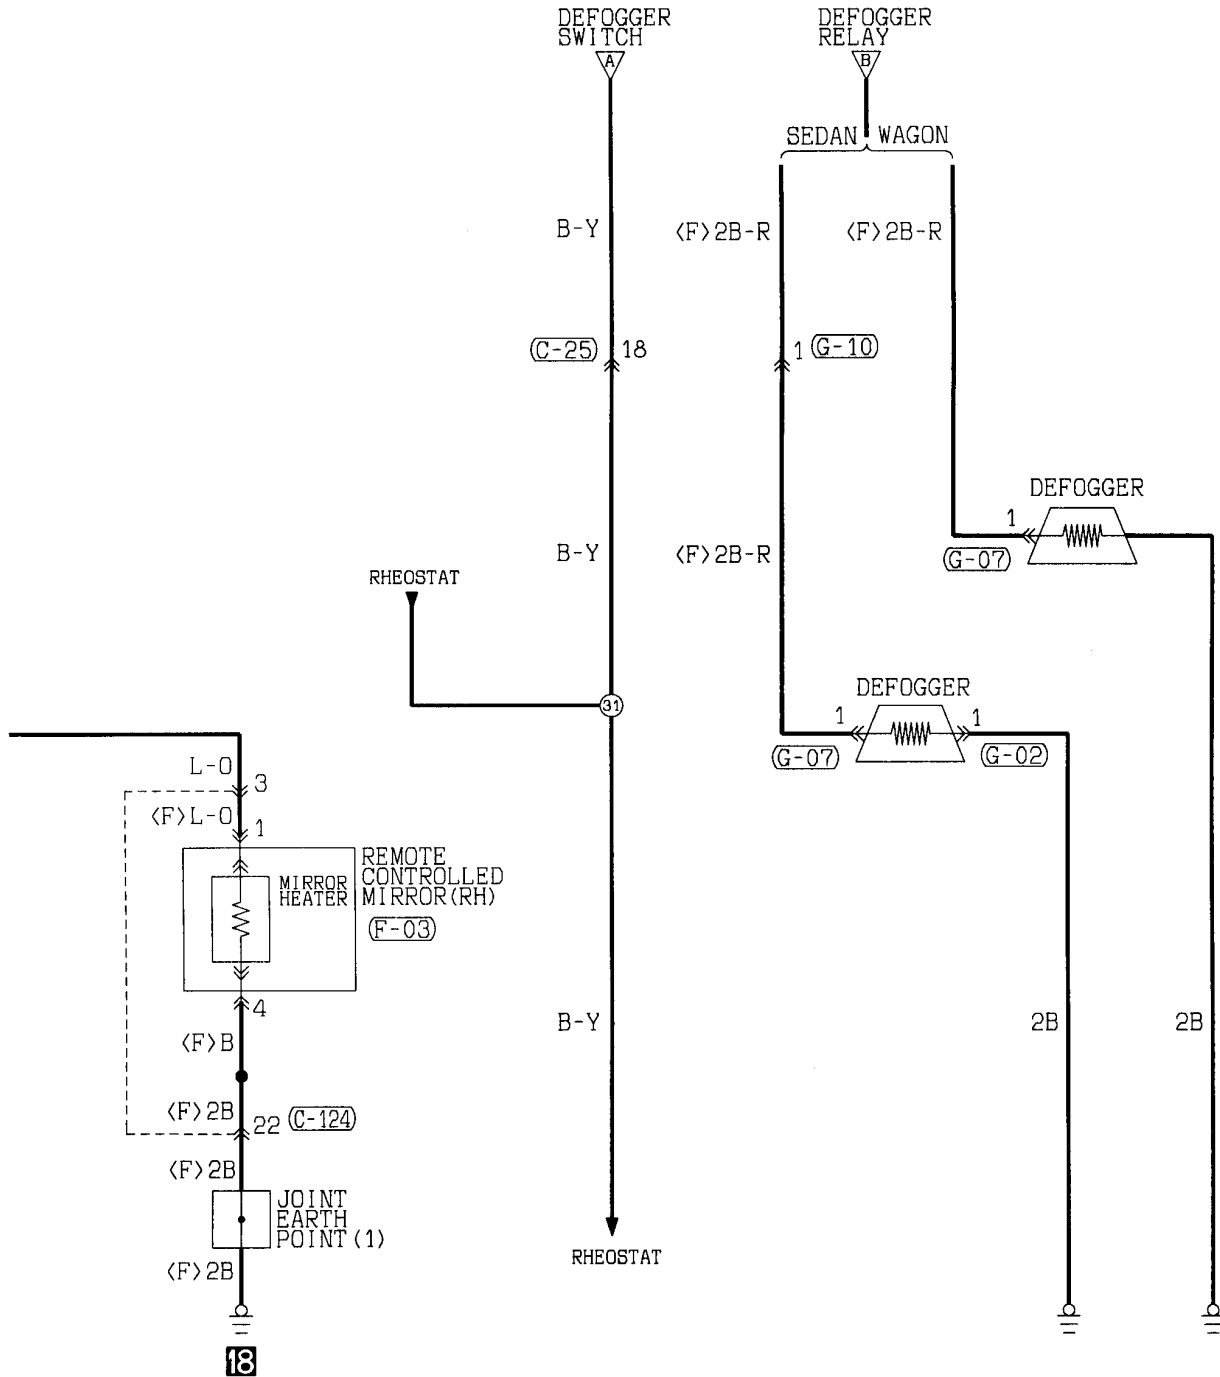 DEFOGGER
SWITCH
A
DEFOGGER
RELAY
B
SEDAN WAGON
B-Y
<F>2B-R
<F>2B-R
(C-25) 18
1 (G-10)
DEFOGGER
1
(G-07)
B-Y
<F>2B-R
RHEOSTAT
31
DEFOGGER
1
1
(G-07)
(G-02)
L-O
3
<F>L-O
1
REMOTE
CONTROLLED
MIRROR(RH)
MIRROR
HEATER
(F-03)
4
<F>B
B-Y
2B
2B
<F>2B
22 (C-124)
<F>2B
JOINT
EARTH
POINT(1)
<F>2B
RHEOSTAT
18